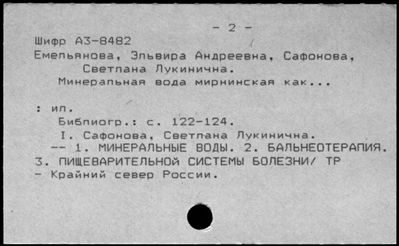 - 2 -
Шифр А3-8482
Емельянова, Эльвира Андреевна, Сафонова,
Светлана Лукинична.
Минеральная вода мирнинская как...
: ил.
Библиогр.: с. 122-124.
I. Сафонова, Светлана Лукинична.
-- 1. МИНЕРАЛЬНЫЕ ВОДЫ. 2. БАЛЬНЕОТЕРАПИЯ.
3. ПИЩЕВАРИТЕЛЬНОЙ СИСТЕМЫ БОЛЕЗНИ/ ТР
- Крайний север России.